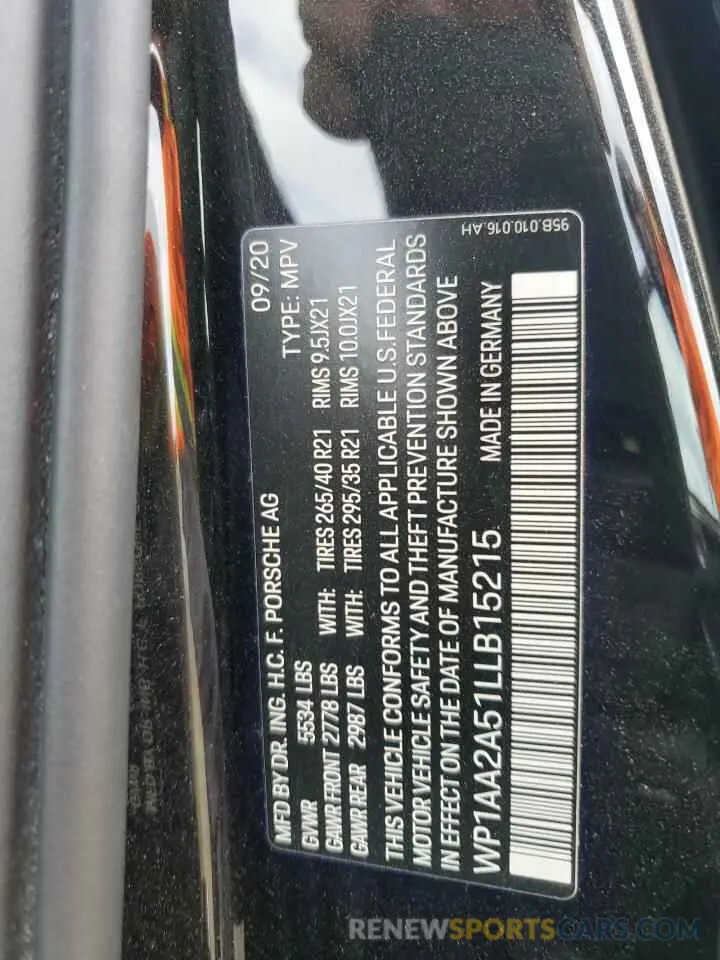 MFD BY DR. ING. H.C. F. PORSCHE AG 09/20
GVWR 5534 LBS TYPE: MPV
GAWR FRONT 2778 LBS WITH: TIRES 265/40 R21 RIMS 9.5JX21
GAWR REAR 2987 LBS WITH: TIRES 295/35 R21 RIMS 10.0JX21
THIS VEHICLE CONFORMS TO ALL APPLICABLE U.S.FEDERAL
MOTOR VEHICLE SAFETY AND THEFT PREVENTION STANDARDS
IN EFFECT ON THE DATE OF MANUFACTURE SHOWN ABOVE
WP1AA2A51LLB15215 MADE IN GERMANY
95B.010.016.AH
RENEWSPORTSCARS.COM